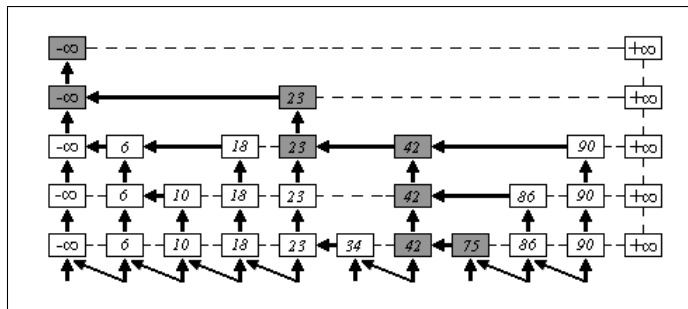 -∞ +∞
-∞ 23 +∞
-∞ 6 18 23 42 90 +∞
-∞ 6 10 18 23 42 86 90 +∞
-∞ 6 10 18 23 34 42 75 86 90 +∞